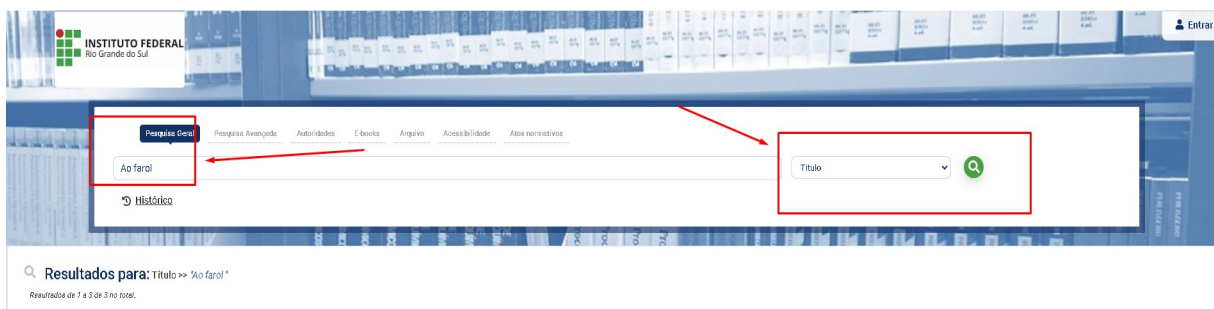 Entrar
INSTITUTO FEDERAL
Rio Grande do Sul
Pesquisa Geral Pesquisa Avançada Autoridades E-books Arquivo Acessibilidade Atos normativos
Ao farol Título
Histórico
Resultados para: Título >> "Ao farol"
Resultados de 1 a 3 de 3 no total.